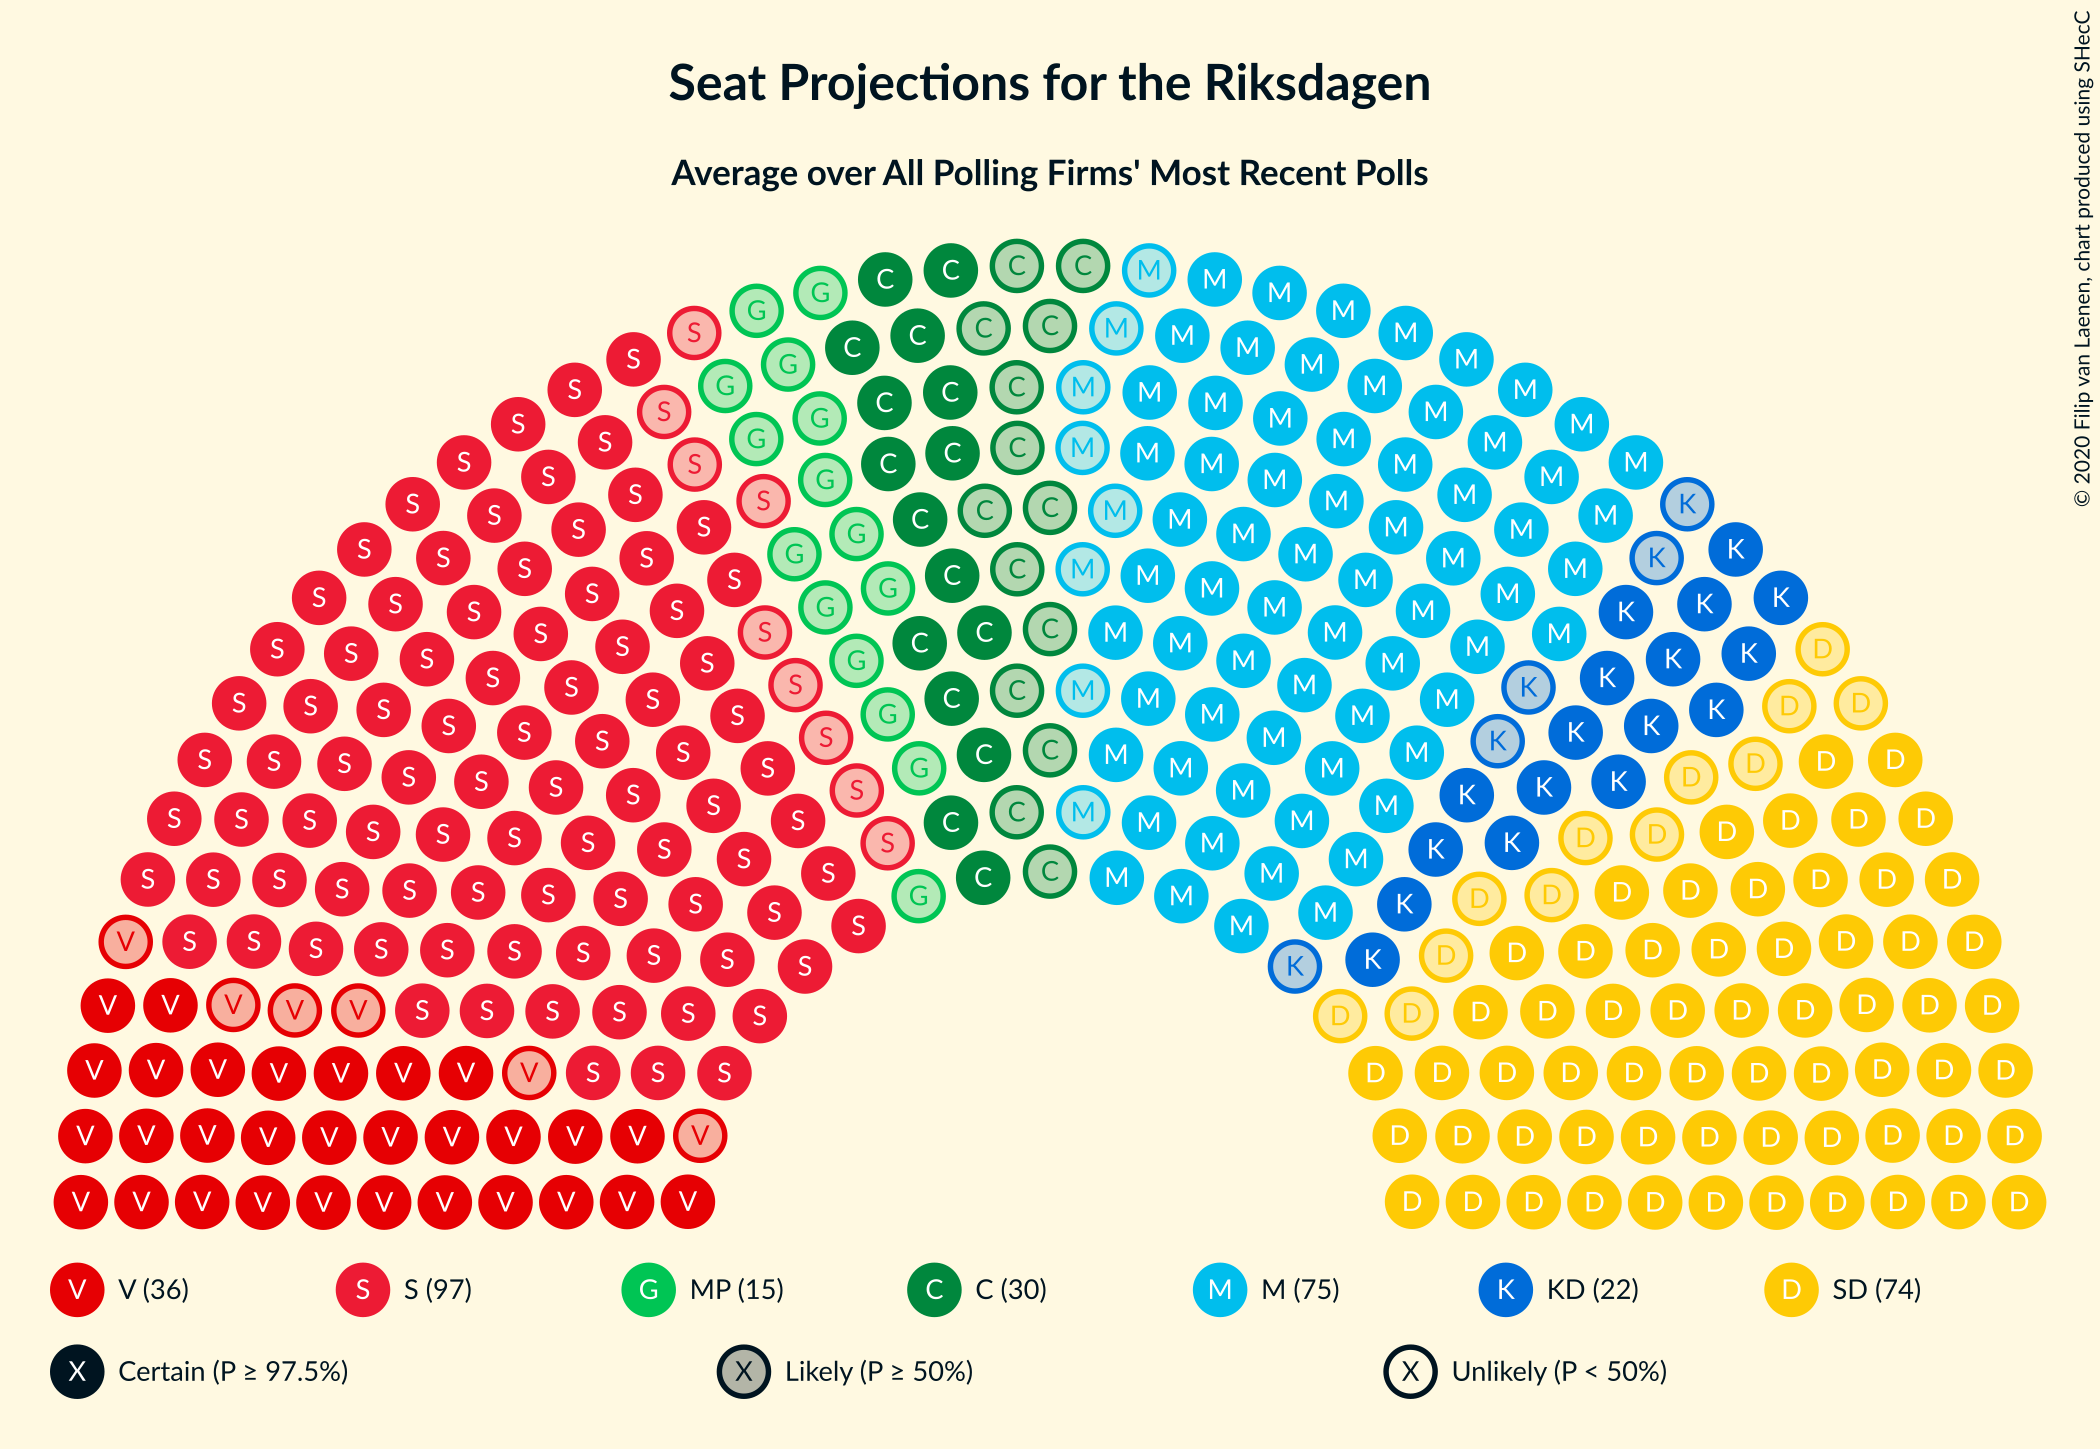 Seat Projections for the Riksdagen
Average over All Polling Firms' Most Recent Polls
© 2020 Filip van Laenen, chart produced using SHecC
V V (36) S S (97) G MP (15) C C (30) M M (75) K KD (22) D SD (74)
X Certain (P ≥ 97.5%) X Likely (P ≥ 50%) X Unlikely (P < 50%)